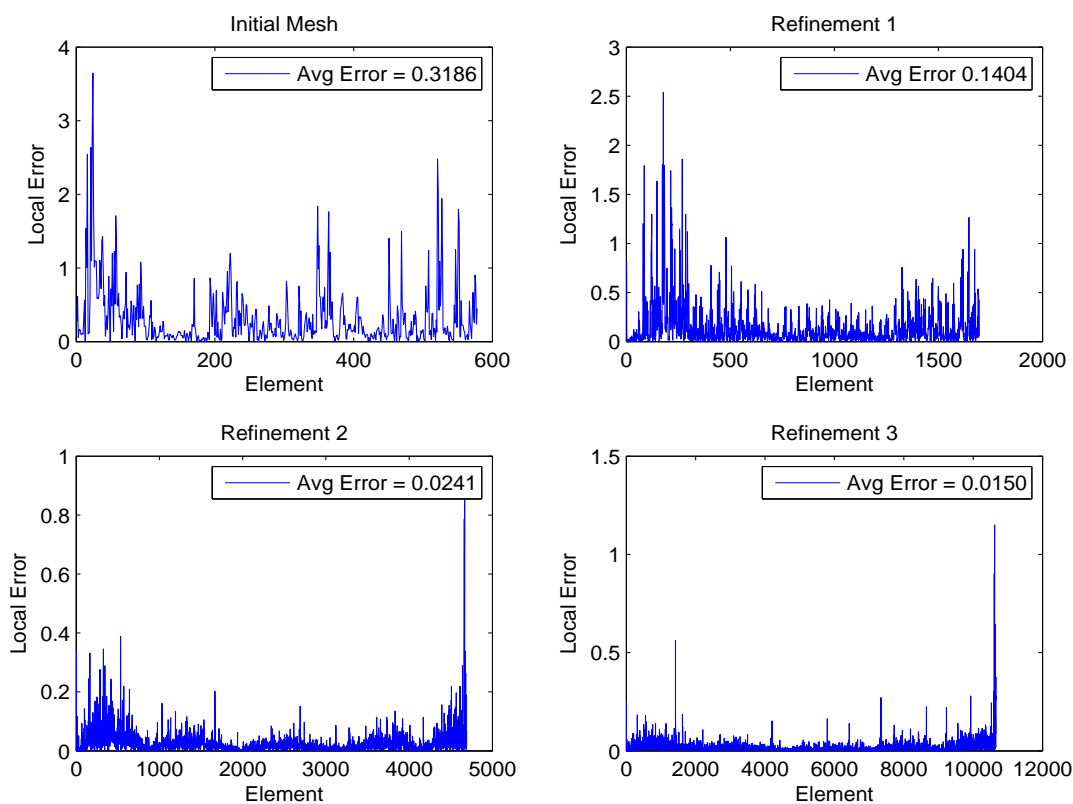 Initial Mesh
Avg Error = 0.3186
Local Error
4
3
2
1
0
0 200 400 600
Element
Refinement 1
Avg Error 0.1404
Local Error
3
2.5
2
1.5
1
0.5
0
0 500 1000 1500 2000
Element
Refinement 2
Avg Error = 0.0241
Local Error
1
0.8
0.6
0.4
0.2
0
0 1000 2000 3000 4000 5000
Element
Refinement 3
Avg Error = 0.0150
Local Error
1.5
1
0.5
0
0 2000 4000 6000 8000 10000 12000
Element